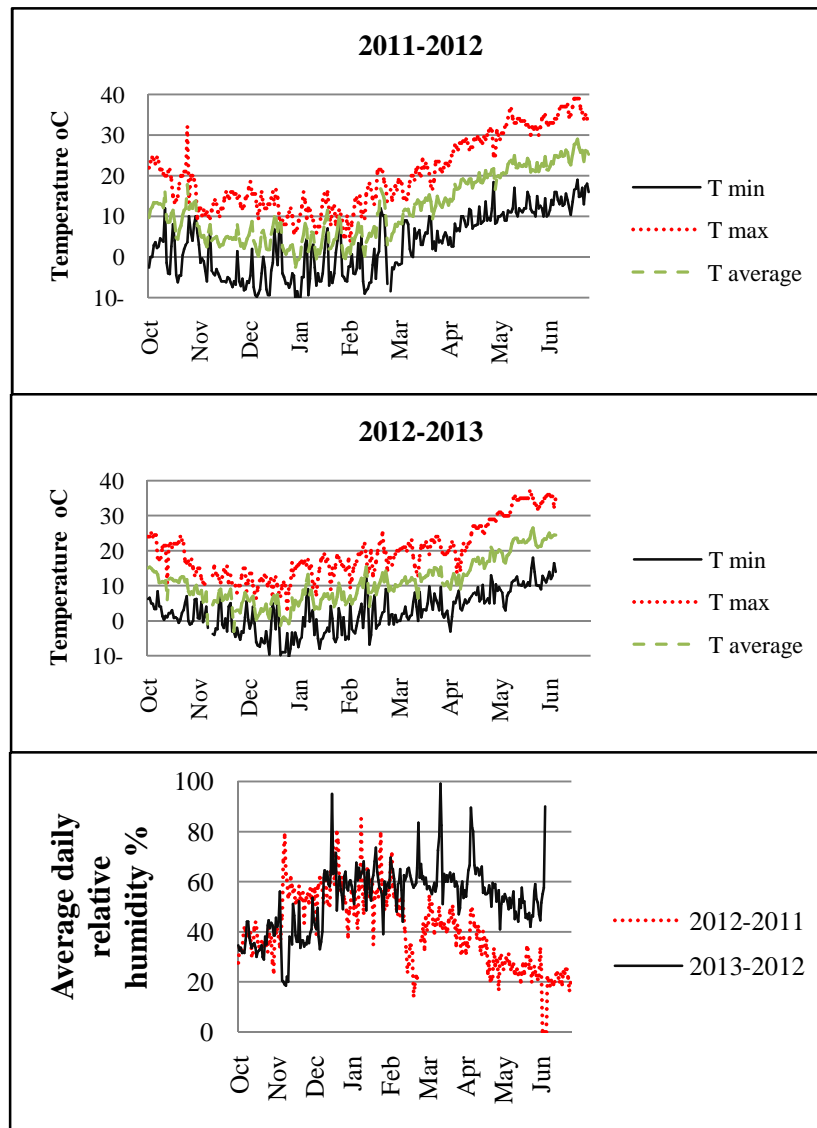 2011-2012
Temperature oC
40
30
20
10
0
10-
Oct
Nov
Dec
Jan
Feb
Mar
Apr
May
Jun
T min
T max
T average
2012-2013
Temperature oC
40
30
20
10
0
10-
Oct
Nov
Dec
Jan
Feb
Mar
Apr
May
Jun
T min
T max
T average
Average daily
relative
humidity %
100
80
60
40
20
0
Oct
Nov
Dec
Jan
Feb
Mar
Apr
May
Jun
2012-2011
2013-2012